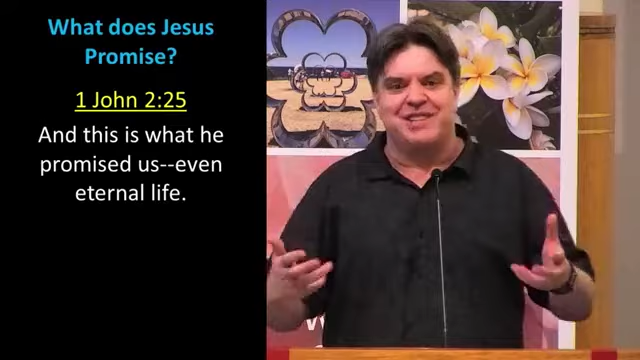 What does Jesus
Promise?
1 John 2:25
And this is what he
promised us--even
eternal life.
W